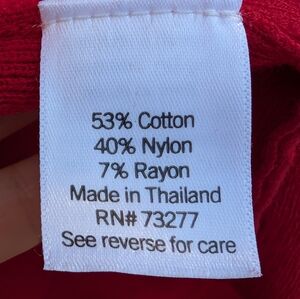 53% Cotton
40% Nylon
7% Rayon
Made in Thailand
RN# 73277
See reverse for care